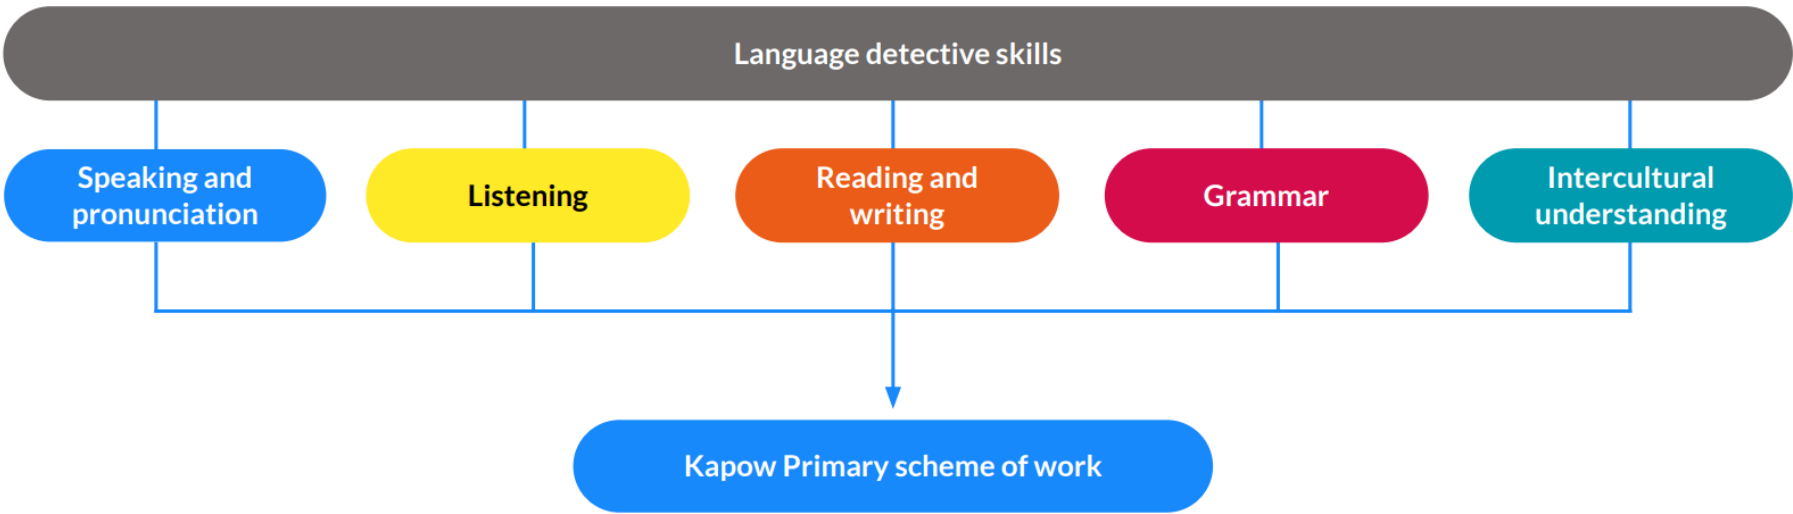 Language detective skills
Speaking and
pronunciation
Listening
Reading and
writing
Grammar
Intercultural
understanding
Kapow Primary scheme of work